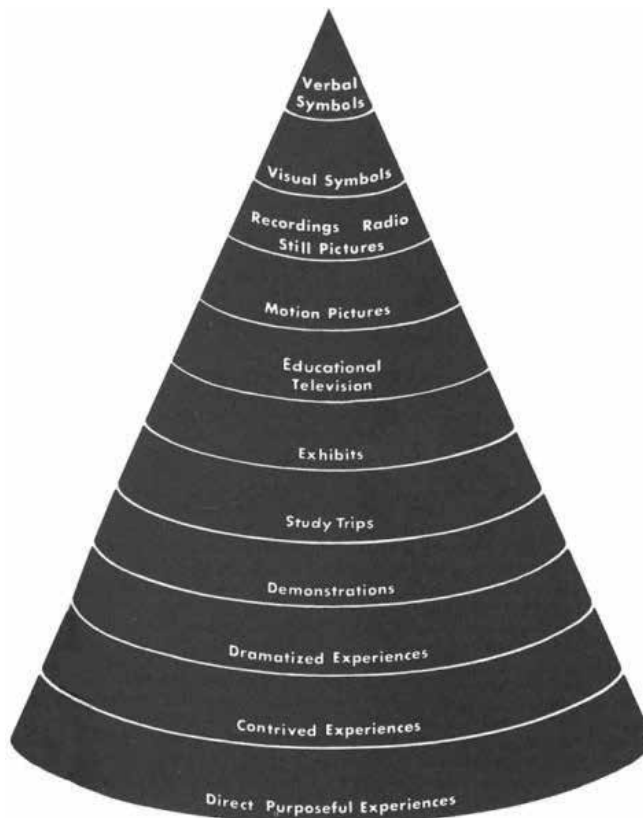 Verbal
Symbols
Visual Symbols
Recordings Radio
Still Pictures
Motion Pictures
Educational
Television
Exhibits
Study Trips
Demonstrations
Dramatized Experiences
Contrived Experiences
Direct Purposeful Experiences